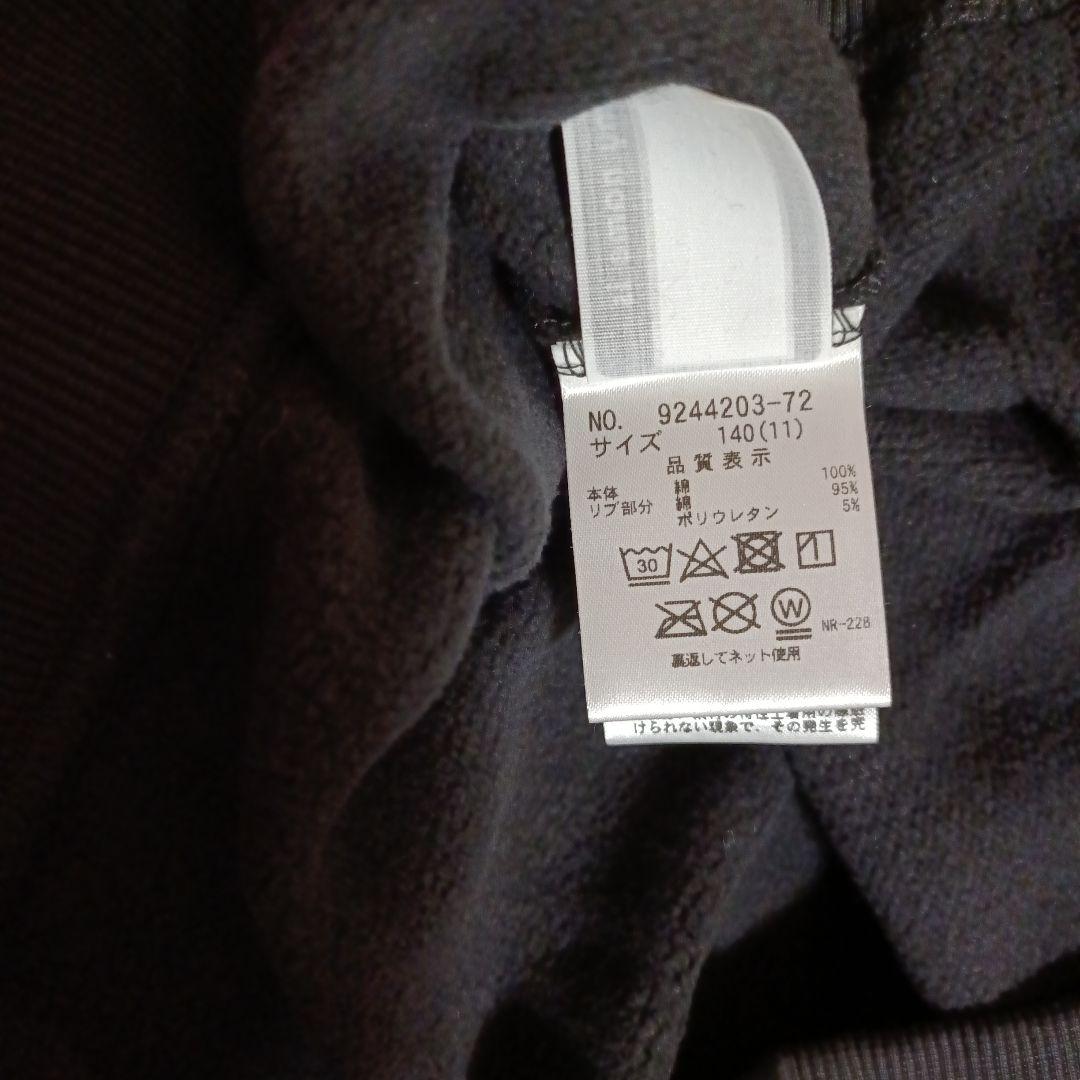 NO. 9244203-72
サイズ 140(11)
品質表示
本体 綿 100%
リブ部分 綿 95%
ポリウレタン 5%
30
W
NR-228
裏返してネット使用
けられない現象で、その発生を完